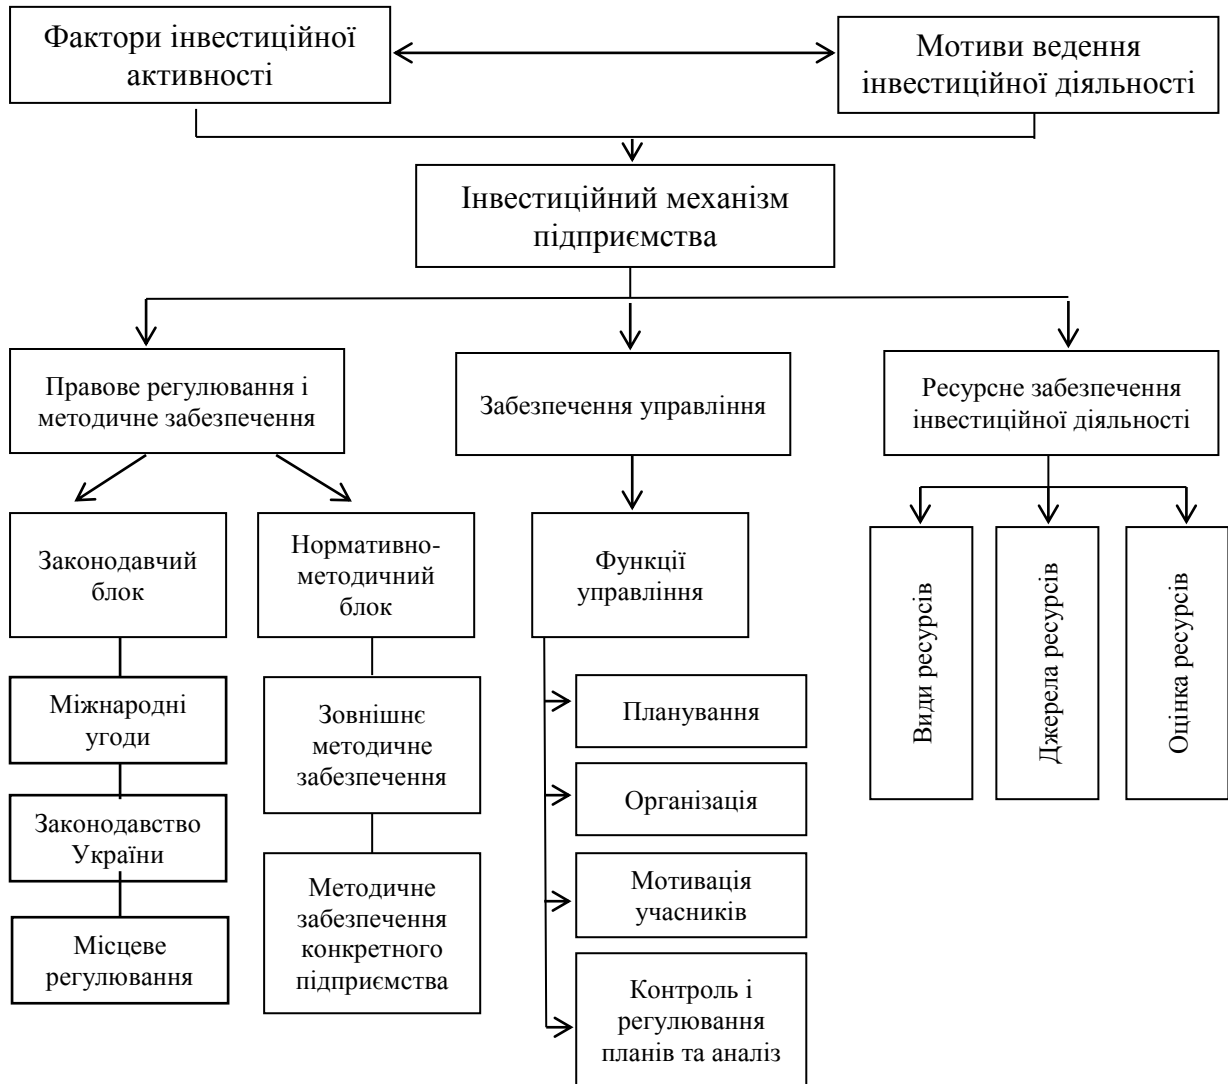 Фактори інвестиційної
активності
Мотиви ведення
інвестиційної діяльності
Інвестиційний механізм
підприємства
Правове регулювання і
методичне забезпечення
Забезпечення управління
Ресурсне забезпечення
інвестиційної діяльності
Законодавчий
блок
Нормативно-
методичний
блок
Функції
управління
Види ресурсів
Джерела ресурсів
Оцінка ресурсів
Міжнародні
угоди
Законодавство
України
Місцеве
регулювання
Зовнішнє
методичне
забезпечення
Методичне
забезпечення
конкретного
підприємства
Планування
Організація
Мотивація
учасників
Контроль і
регулювання
планів та аналіз